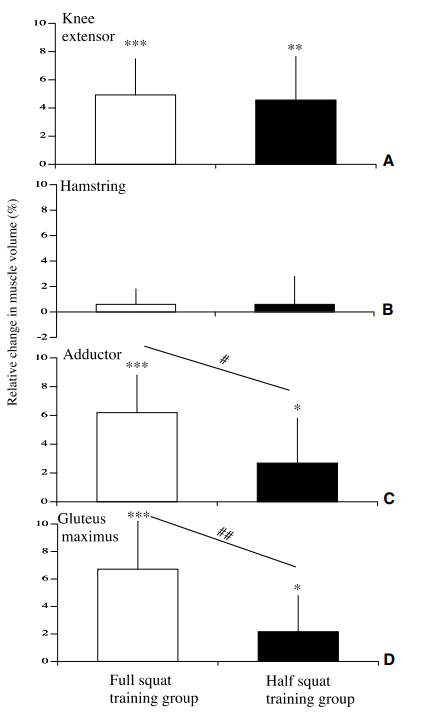 Relative change in muscle volume (%)
Knee
extensor
10
8
6
4
2
0
***
**
A
Hamstring
10
8
6
4
2
0
-2
B
Adductor
10
8
6
4
2
0
***
#
*
C
Gluteus
maximus
10
8
6
4
2
0
***
##
*
D
Full squat
training group
Half squat
training group